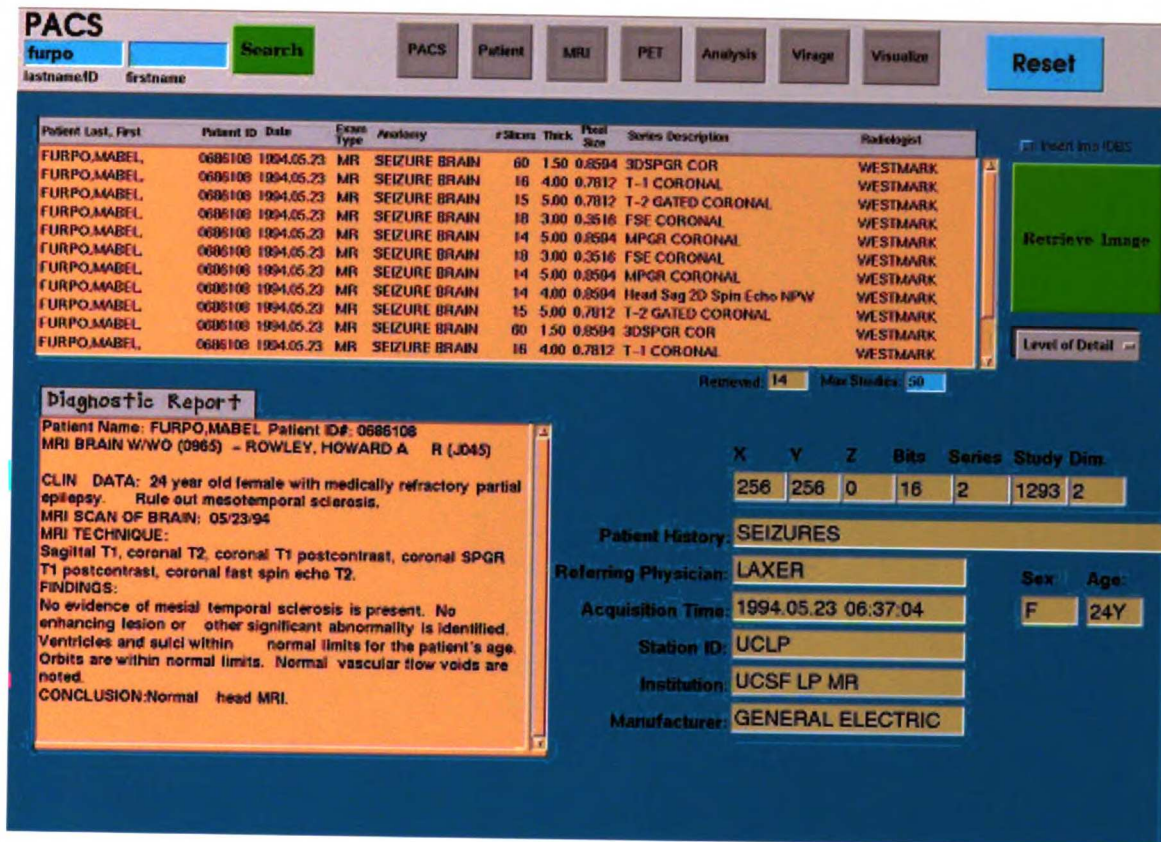 PACS
furpo
Search
PACS Patient MRI PET Analysis Virage Visualize
Reset
lastname/ID firstname
Patient Last, First Patient ID Date Exam Type Anatomy #Slices Thick Pixel Size Series Description Radiologist
Insert into IDBS
FURPO,MABEL, 0686108 1994.05.23 MR SEIZURE BRAIN 60 1.50 0.8594 3DSPGR COR WESTMARK
FURPO,MABEL, 0686108 1994.05.23 MR SEIZURE BRAIN 16 4.00 0.7812 T-1 CORONAL WESTMARK
FURPO,MABEL, 0686108 1994.05.23 MR SEIZURE BRAIN 15 5.00 0.7812 T-2 GATED CORONAL WESTMARK
FURPO,MABEL, 0686108 1994.05.23 MR SEIZURE BRAIN 18 3.00 0.3516 FSE CORONAL WESTMARK
FURPO,MABEL, 0686108 1994.05.23 MR SEIZURE BRAIN 14 5.00 0.8594 MPGR CORONAL WESTMARK
FURPO,MABEL, 0686108 1994.05.23 MR SEIZURE BRAIN 18 3.00 0.3516 FSE CORONAL WESTMARK
FURPO,MABEL, 0686108 1994.05.23 MR SEIZURE BRAIN 14 5.00 0.8594 MPGR CORONAL WESTMARK
FURPO,MABEL, 0686108 1994.05.23 MR SEIZURE BRAIN 14 4.00 0.8594 Head Sag 2D Spin Echo NPW WESTMARK
FURPO,MABEL, 0686108 1994.05.23 MR SEIZURE BRAIN 15 5.00 0.7812 T-2 GATED CORONAL WESTMARK
FURPO,MABEL, 0686108 1994.05.23 MR SEIZURE BRAIN 60 1.50 0.8594 3DSPGR COR WESTMARK
FURPO,MABEL, 0686108 1994.05.23 MR SEIZURE BRAIN 16 4.00 0.7812 T-1 CORONAL WESTMARK
Retrieve Image
Level of Detail
Retrieved: 14 Max Studies: 50
Diagnostic Report
Patient Name: FURPO,MABEL Patient ID#: 0686108
MRI BRAIN W/WO (0965) - ROWLEY, HOWARD A R (J045)
CLIN DATA: 24 year old female with medically refractory partial
epilepsy. Rule out mesotemporal sclerosis.
MRI SCAN OF BRAIN: 05/23/94
MRI TECHNIQUE:
Sagittal T1, coronal T2, coronal T1 postcontrast, coronal SPGR
T1 postcontrast, coronal fast spin echo T2.
FINDINGS:
No evidence of mesial temporal sclerosis is present. No
enhancing lesion or other significant abnormality is identified.
Ventricles and sulci within normal limits for the patient's age.
Orbits are within normal limits. Normal vascular flow voids are
noted.
CONCLUSION:Normal head MRI.
X Y Z Bits Series Study Dim.
256 256 0 16 2 1293 2
Patient History: SEIZURES
Referring Physician: LAXER
Sex: Age:
Acquisition Time: 1994.05.23 06:37:04
F 24Y
Station ID: UCLP
Institution: UCSF LP MR
Manufacturer: GENERAL ELECTRIC